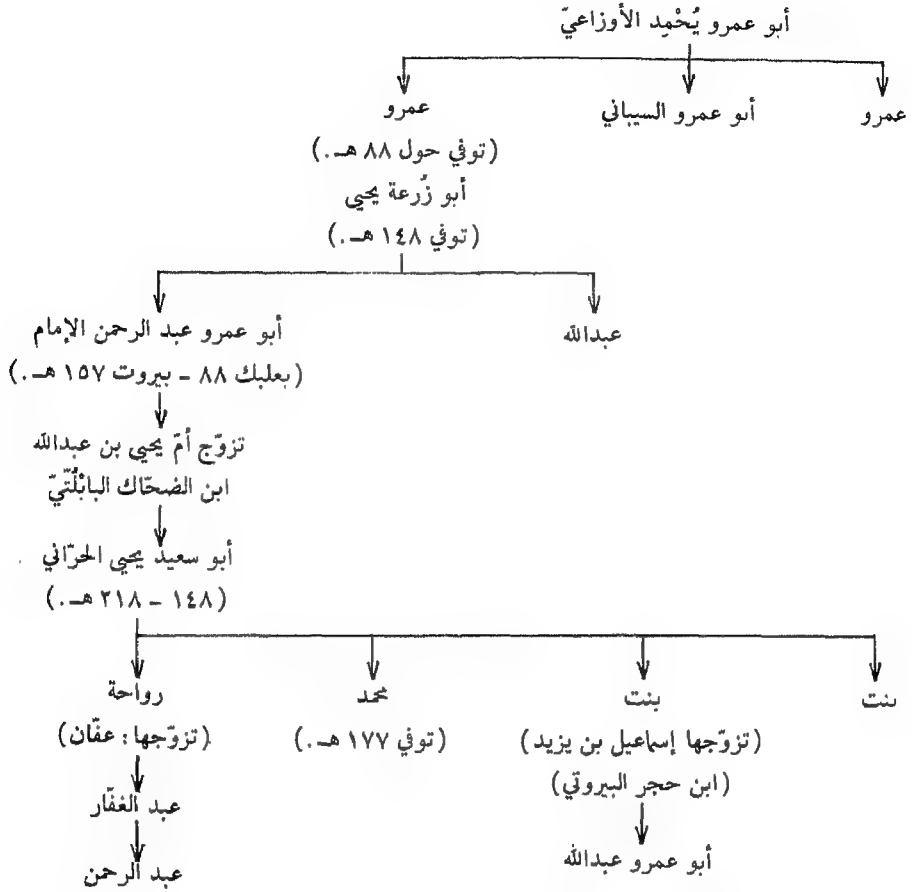 أبو عمرو يُحْمِد الأوزاعيّ
عمرو
أبو عمرو السيباني
عمرو
(توفي حول ٨٨ هـ.)
أبو زُرعة يحيى
(توفي ١٤٨ هـ.)
عبدالله
أبو عمرو عبد الرحمن الإمام
(بعلبك ٨٨ - بيروت ١٥٧ هـ.)
تزوّج أمّ يحيى بن عبدالله
ابن الضحّاك البابْلُتّيّ
أبو سعيد يحيى الحرّاني
(١٤٨ - ٢١٨ هـ.)
بنت
بنت
محمد
رواحة
(تزوّجها إسماعيل بن يزيد)
(توفي ١٧٧ هـ.)
(تزوّجها: عفّان)
(ابن حجر البيروتي)
عبد الغفّار
أبو عمرو عبدالله
عبد الرحمن